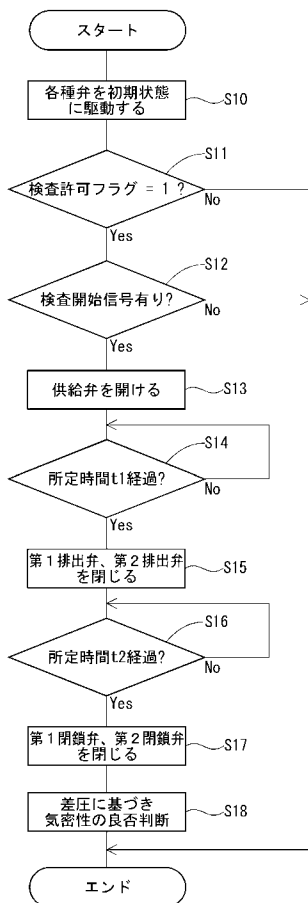 スタート
各種弁を初期状態
に駆動する
S10
S11
検査許可フラグ = 1 ?
No
Yes
S12
検査開始信号有り?
No
Yes
供給弁を開ける
S13
S14
所定時間t1経過?
No
Yes
第1排出弁、第2排出弁
を閉じる
S15
S16
所定時間t2経過?
No
Yes
第1閉鎖弁、第2閉鎖弁
を閉じる
S17
差圧に基づき
気密性の良否判断
S18
エンド